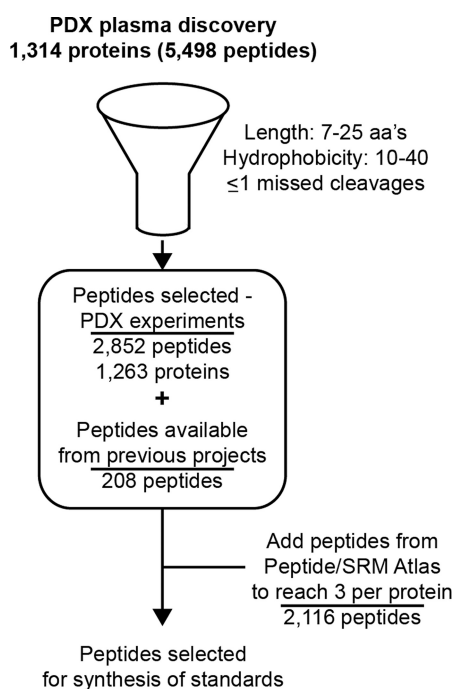 PDX plasma discovery
1,314 proteins (5,498 peptides)
Length: 7-25 aa's
Hydrophobicity: 10-40
≤1 missed cleavages
Peptides selected -
PDX experiments
2,852 peptides
1,263 proteins
+
Peptides available
from previous projects
208 peptides
Add peptides from
Peptide/SRM Atlas
to reach 3 per protein
2,116 peptides
Peptides selected
for synthesis of standards